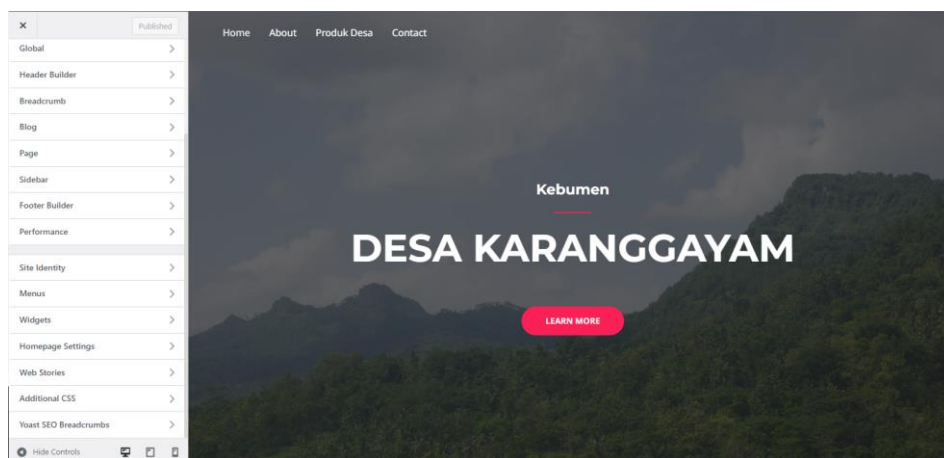 Published
Global
Header Builder
Breadcrumb
Blog
Page
Sidebar
Footer Builder
Performance
Site Identity
Menus
Widgets
Homepage Settings
Web Stories
Additional CSS
Yoast SEO Breadcrumbs
Hide Controls
Home About Produk Desa Contact
Kebumen
DESA KARANGGAYAM
LEARN MORE